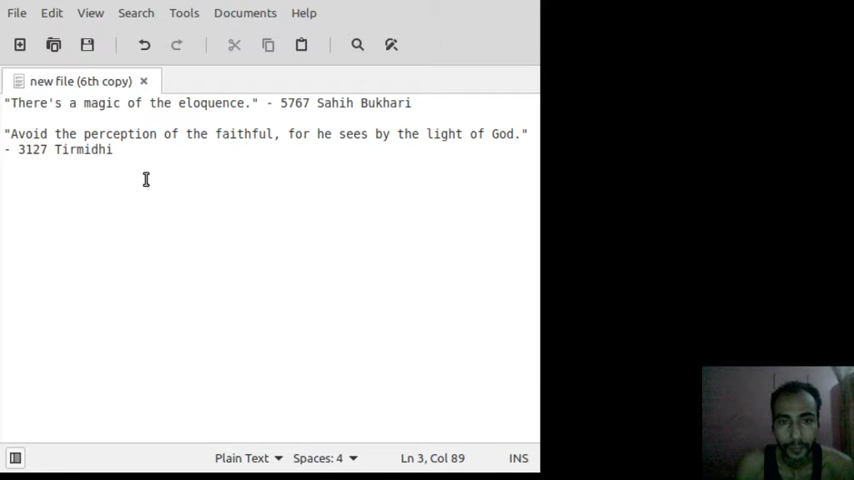 File Edit View Search Tools Documents Help
new file (6th copy) ×
"There's a magic of the eloquence." - 5767 Sahih Bukhari
"Avoid the perception of the faithful, for he sees by the light of God."
- 3127 Tirmidhi
Plain Text Spaces: 4 Ln 3, Col 89 INS